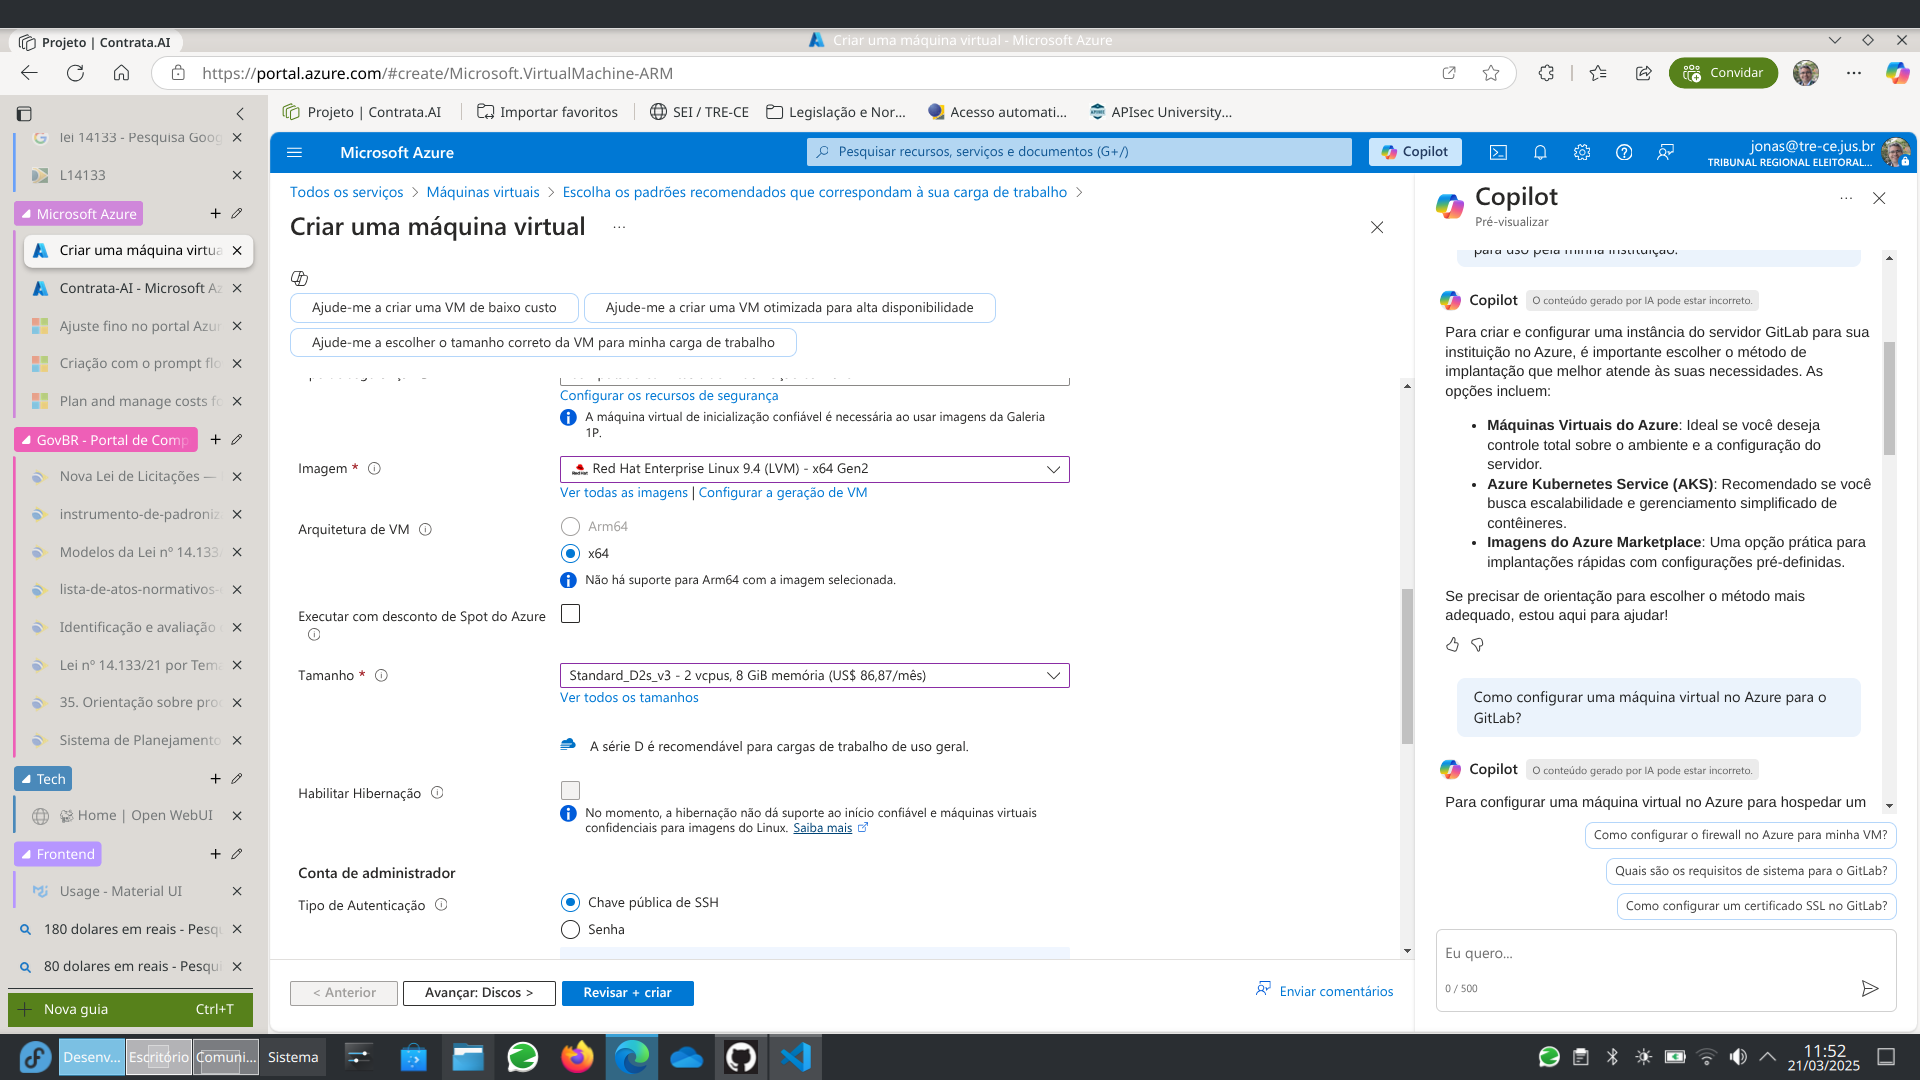 Projeto | Contrata.AI
Criar uma máquina virtual - Microsoft Azure
https://portal.azure.com/#create/Microsoft.VirtualMachine-ARM
Convidar
Projeto | Contrata.AI
Importar favoritos
SEI / TRE-CE
Legislação e Nor...
Acesso automati...
APIsec University...
lei 14133 - Pesquisa Goog
L14133
Microsoft Azure
Criar uma máquina virtua
Contrata-AI - Microsoft Az
Ajuste fino no portal Azur
Criação com o prompt flo
Plan and manage costs fo
GovBR - Portal de Comp
Nova Lei de Licitações —
instrumento-de-padroniz
Modelos da Lei nº 14.133
lista-de-atos-normativos-
Identificação e avaliação
Lei nº 14.133/21 por Tema
35. Orientação sobre proc
Sistema de Planejamento
Tech
Home | Open WebUI
Frontend
Usage - Material UI
180 dolares em reais - Pesqu
80 dolares em reais - Pesqui
Nova guia
Ctrl+T
Microsoft Azure
Pesquisar recursos, serviços e documentos (G+/)
Copilot
jonas@tre-ce.jus.br
TRIBUNAL REGIONAL ELEITORAL...
Todos os serviços > Máquinas virtuais > Escolha os padrões recomendados que correspondam à sua carga de trabalho >
Criar uma máquina virtual
...
Ajude-me a criar uma VM de baixo custo
Ajude-me a criar uma VM otimizada para alta disponibilidade
Ajude-me a escolher o tamanho correto da VM para minha carga de trabalho
Configurar os recursos de segurança
A máquina virtual de inicialização confiável é necessária ao usar imagens da Galeria
1P.
Imagem *
Red Hat Enterprise Linux 9.4 (LVM) - x64 Gen2
Ver todas as imagens | Configurar a geração de VM
Arquitetura de VM
Arm64
x64
Não há suporte para Arm64 com a imagem selecionada.
Executar com desconto de Spot do Azure
Tamanho *
Standard_D2s_v3 - 2 vcpus, 8 GiB memória (US$ 86,87/mês)
Ver todos os tamanhos
A série D é recomendável para cargas de trabalho de uso geral.
Habilitar Hibernação
No momento, a hibernação não dá suporte ao início confiável e máquinas virtuais
confidenciais para imagens do Linux. Saiba mais
Conta de administrador
Tipo de Autenticação
Chave pública de SSH
Senha
< Anterior
Avançar: Discos >
Revisar + criar
Enviar comentários
Copilot
Pré-visualizar
para uso pela minha instituição.
Copilot
O conteúdo gerado por IA pode estar incorreto.
Para criar e configurar uma instância do servidor GitLab para sua
instituição no Azure, é importante escolher o método de
implantação que melhor atende às suas necessidades. As
opções incluem:
• Máquinas Virtuais do Azure: Ideal se você deseja
controle total sobre o ambiente e a configuração do
servidor.
• Azure Kubernetes Service (AKS): Recomendado se você
busca escalabilidade e gerenciamento simplificado de
contêineres.
• Imagens do Azure Marketplace: Uma opção prática para
implantações rápidas com configurações pré-definidas.
Se precisar de orientação para escolher o método mais
adequado, estou aqui para ajudar!
Como configurar uma máquina virtual no Azure para o
GitLab?
Copilot
O conteúdo gerado por IA pode estar incorreto.
Para configurar uma máquina virtual no Azure para hospedar um
Como configurar o firewall no Azure para minha VM?
Quais são os requisitos de sistema para o GitLab?
Como configurar um certificado SSL no GitLab?
Eu quero...
0 / 500
Desenv...
Escritório
Comuni...
Sistema
11:52
21/03/2025